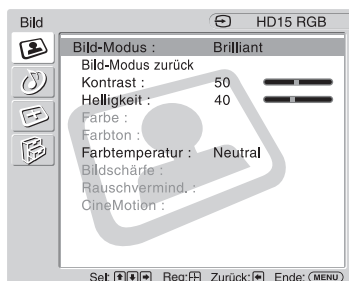 Bild HD15 RGB
Bild-Modus : Brilliant
Bild-Modus zurück
Kontrast : 50
Helligkeit : 40
Farbe :
Farbton :
Farbtemperatur : Neutral
Bildschärfe :
Rauschvermind. :
CineMotion :
Sel: Reg: Zurück: Ende: MENU